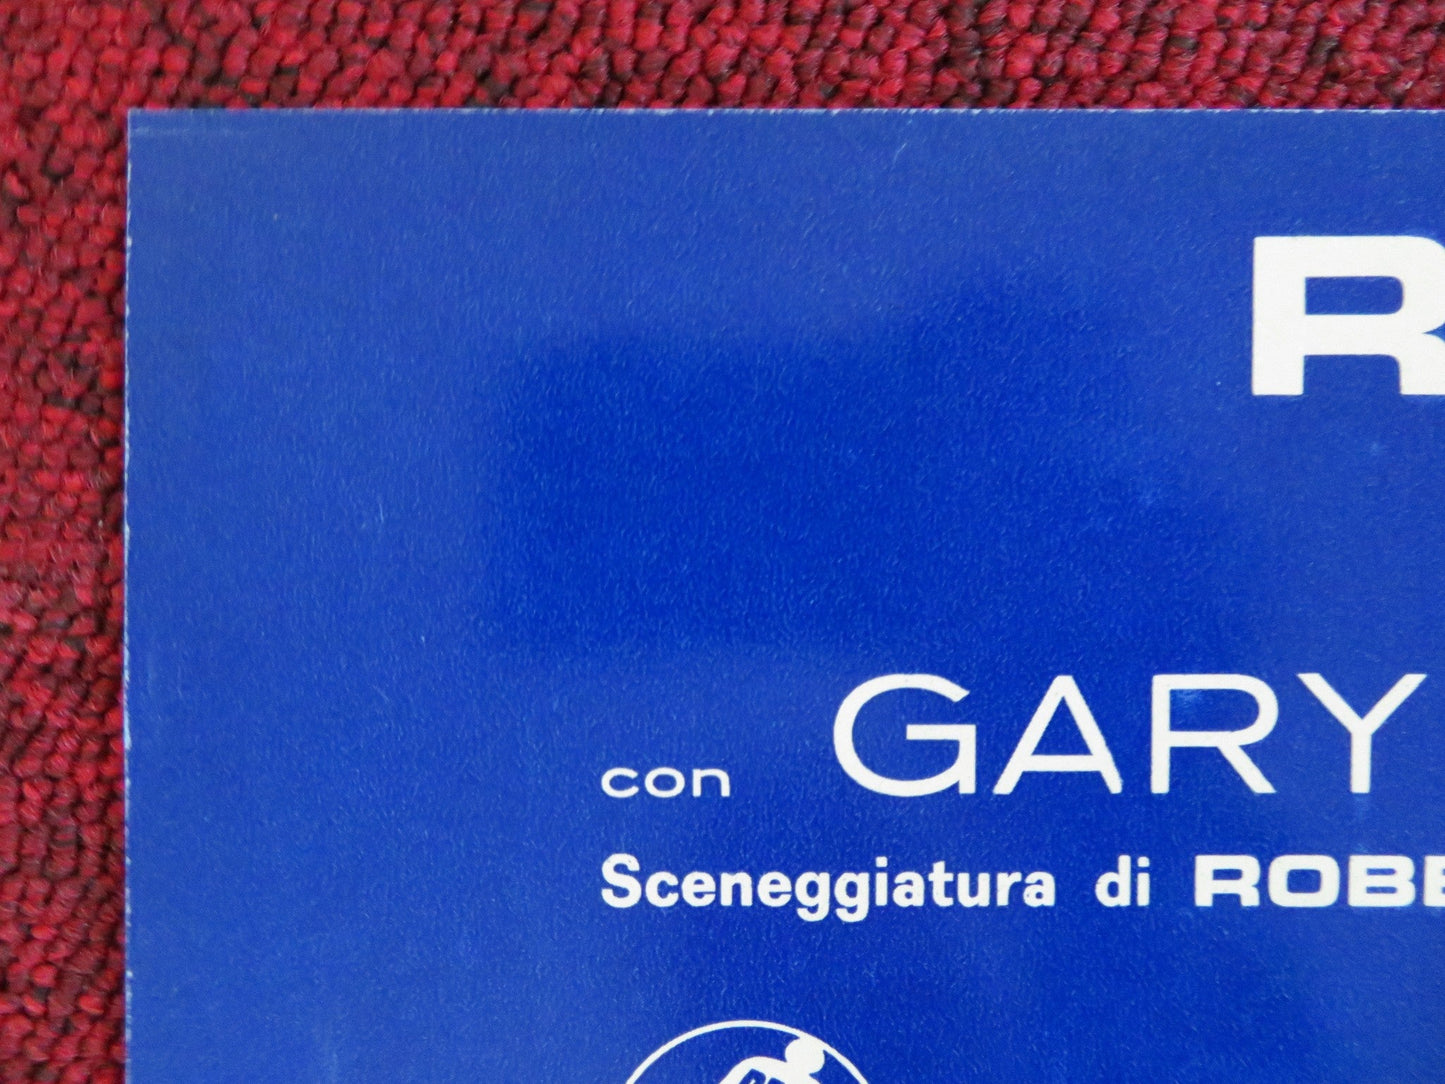 R
con GARY
Sceneggiatura di ROBE